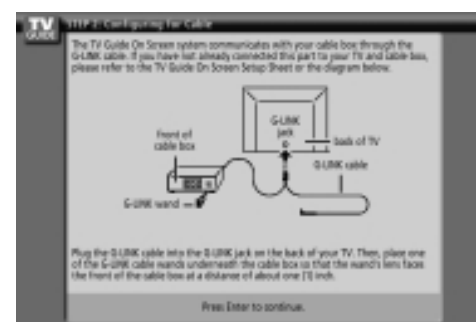 TV
GUIDE
STEP 2: Configuring for Cable
The TV Guide On Screen system communicates with your cable box through the
G-LINK cable. If you have not already connected this part to your TV and cable box,
please refer to the TV Guide On Screen Setup Sheet or the diagram below.
G-LINK
jack
front of
cable box
back of TV
G-LINK cable
G-LINK wand
Plug the G-LINK cable into the G-LINK jack on the back of your TV. Then, place one
of the G-LINK cable wands underneath the cable box so that the wand's lens faces
the front of the cable box at a distance of about one (1) inch.
Press Enter to continue.